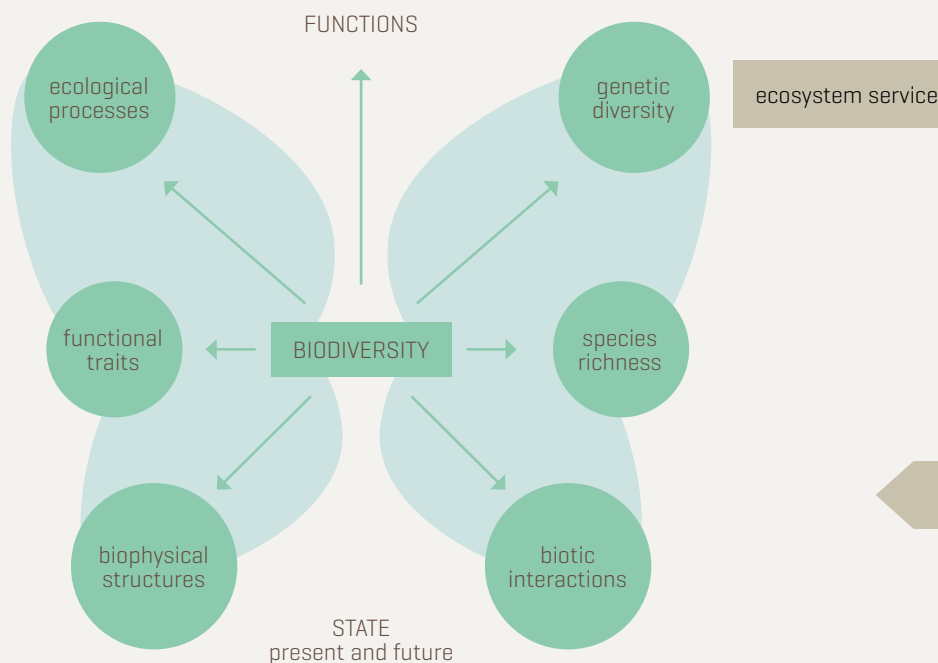 FUNCTIONS
ecological
processes
genetic
diversity
ecosystem service
functional
traits
BIODIVERSITY
species
richness
biophysical
structures
biotic
interactions
STATE
present and future